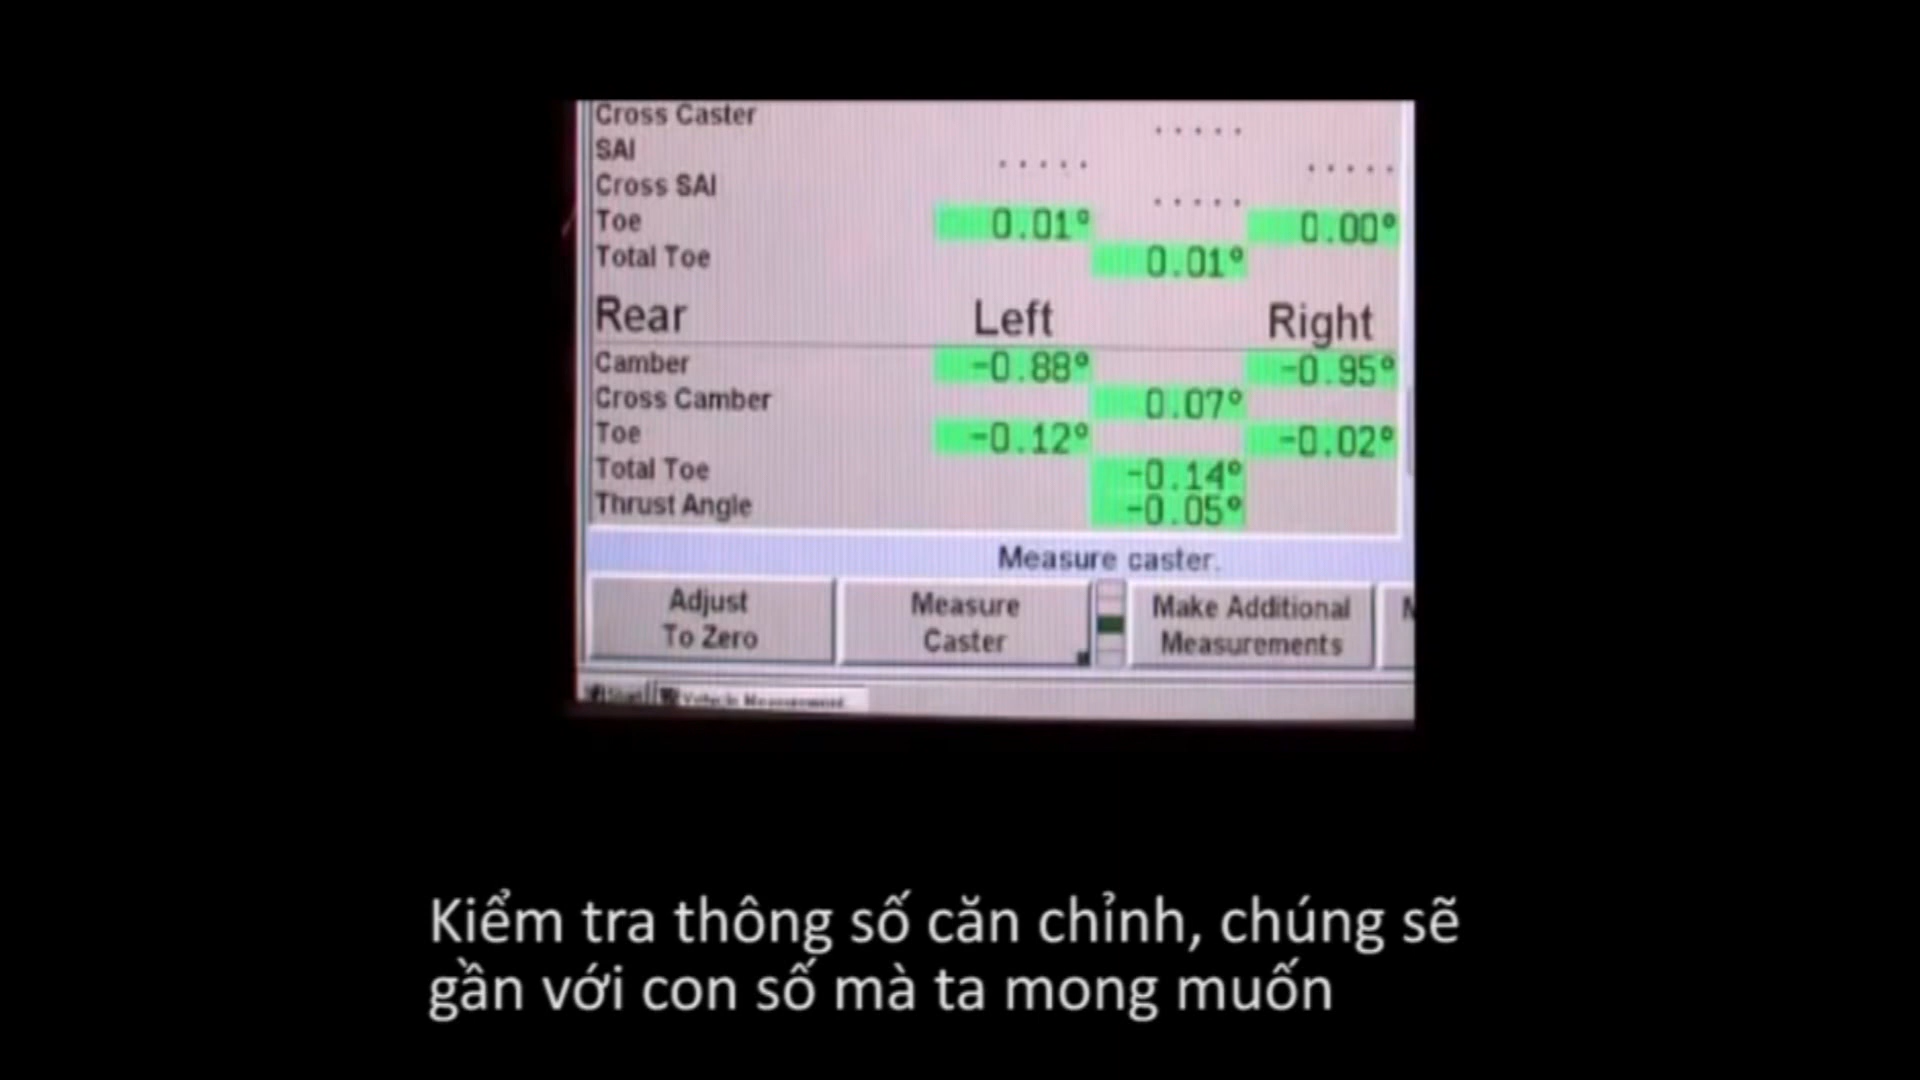 Cross Caster .....
SAI ..... .....
Cross SAI .....
Toe 0.01° 0.00°
Total Toe 0.01°
Rear Left Right
Camber -0.88° -0.95°
Cross Camber 0.07°
Toe -0.12° -0.02°
Total Toe -0.14°
Thrust Angle -0.05°
Measure caster.
Adjust To Zero
Measure Caster
Make Additional Measurements
Vehicle Measurement
Kiểm tra thông số căn chỉnh, chúng sẽ
gần với con số mà ta mong muốn